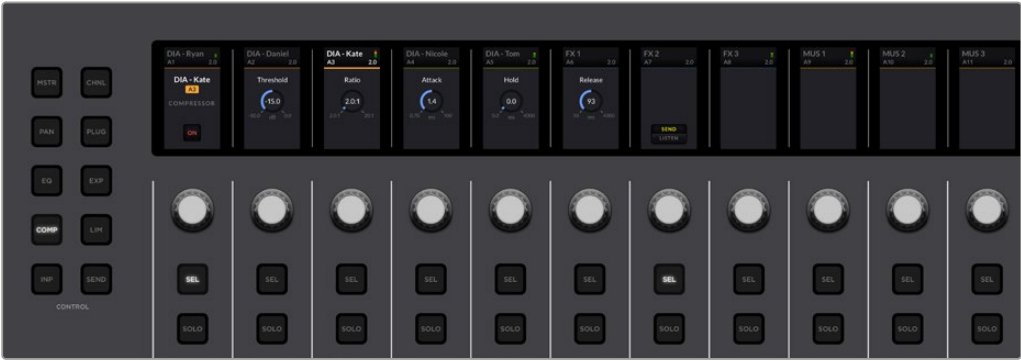 DIA - Ryan
A1 2.0
DIA - Daniel
A2 2.0
DIA - Kate
A3 2.0
DIA - Nicole
A4 2.0
DIA - Tom
A5 2.0
FX 1
A6 2.0
FX 2
A7 2.0
FX 3
A8 2.0
MUS 1
A9 2.0
MUS 2
A10 2.0
MUS 3
A11 2.0
DIA - Kate
A3
COMPRESSOR
ON
Threshold
-15.0
dB
Ratio
2.0:1
Attack
1.4
ms
Hold
0.0
ms
Release
93
ms
SEND
LISTEN
MSTR CHNL
PAN PLUG
EQ EXP
COMP LIM
INP SEND
CONTROL
SEL SEL SEL SEL SEL SEL SEL SEL SEL SEL SEL
SOLO SOLO SOLO SOLO SOLO SOLO SOLO SOLO SOLO SOLO SOLO